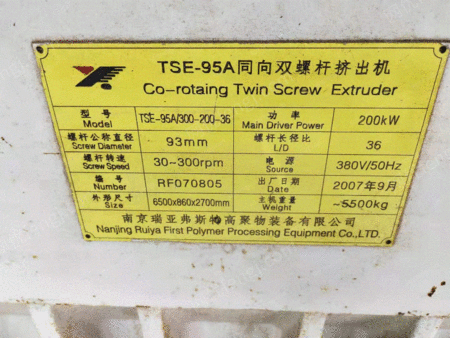 TSE-95A同向双螺杆挤出机
Co-rotaing Twin Screw Extruder
型号 TSE-95A/300-200-36 功率 200kW
Model Main Driver Power
螺杆公称直径 93mm 螺杆长径比 36
Screw Diameter L/D
螺杆转速 30~300rpm 电源 380V/50Hz
Screw Speed Source
编号 RF070805 出厂日期 2007年9月
Number
外形尺寸 6500x860x2700mm 主机重量 ~5500kg
Size Weight
南京瑞亚弗斯特高聚物装备有限公司
Nanjing Ruiya First Polymer Processing Equipment Co.,LTD.